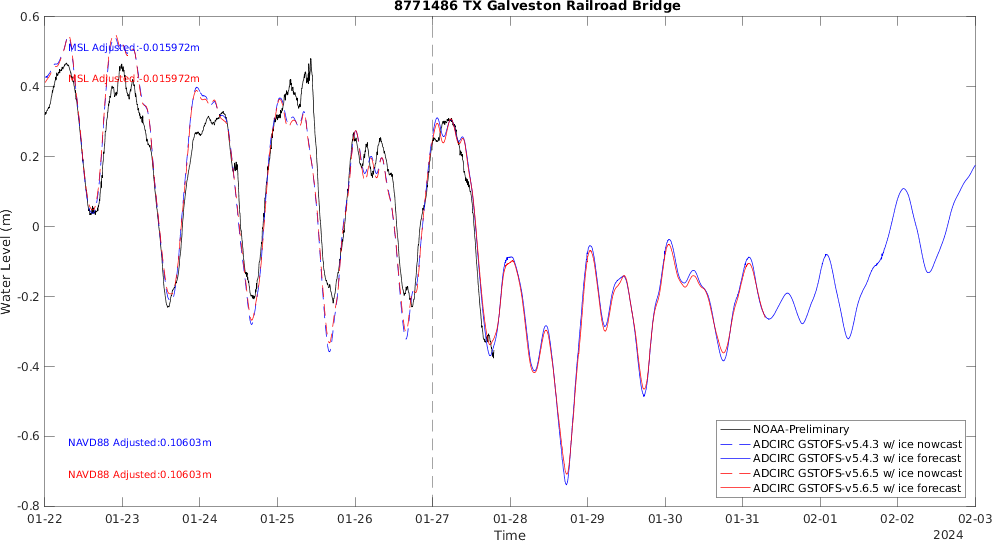 8771486 TX Galveston Railroad Bridge
0.6
0.4
0.2
0
-0.2
-0.4
-0.6
-0.8
Water Level (m)
MSL Adjusted:-0.015972m
MSL Adjusted:-0.015972m
NAVD88 Adjusted:0.10603m
NAVD88 Adjusted:0.10603m
NOAA-Preliminary
ADCIRC GSTOFS-v5.4.3 w/ ice nowcast
ADCIRC GSTOFS-v5.4.3 w/ ice forecast
ADCIRC GSTOFS-v5.6.5 w/ ice nowcast
ADCIRC GSTOFS-v5.6.5 w/ ice forecast
01-22 01-23 01-24 01-25 01-26 01-27 01-28 01-29 01-30 01-31 02-01 02-02 02-03
Time
2024